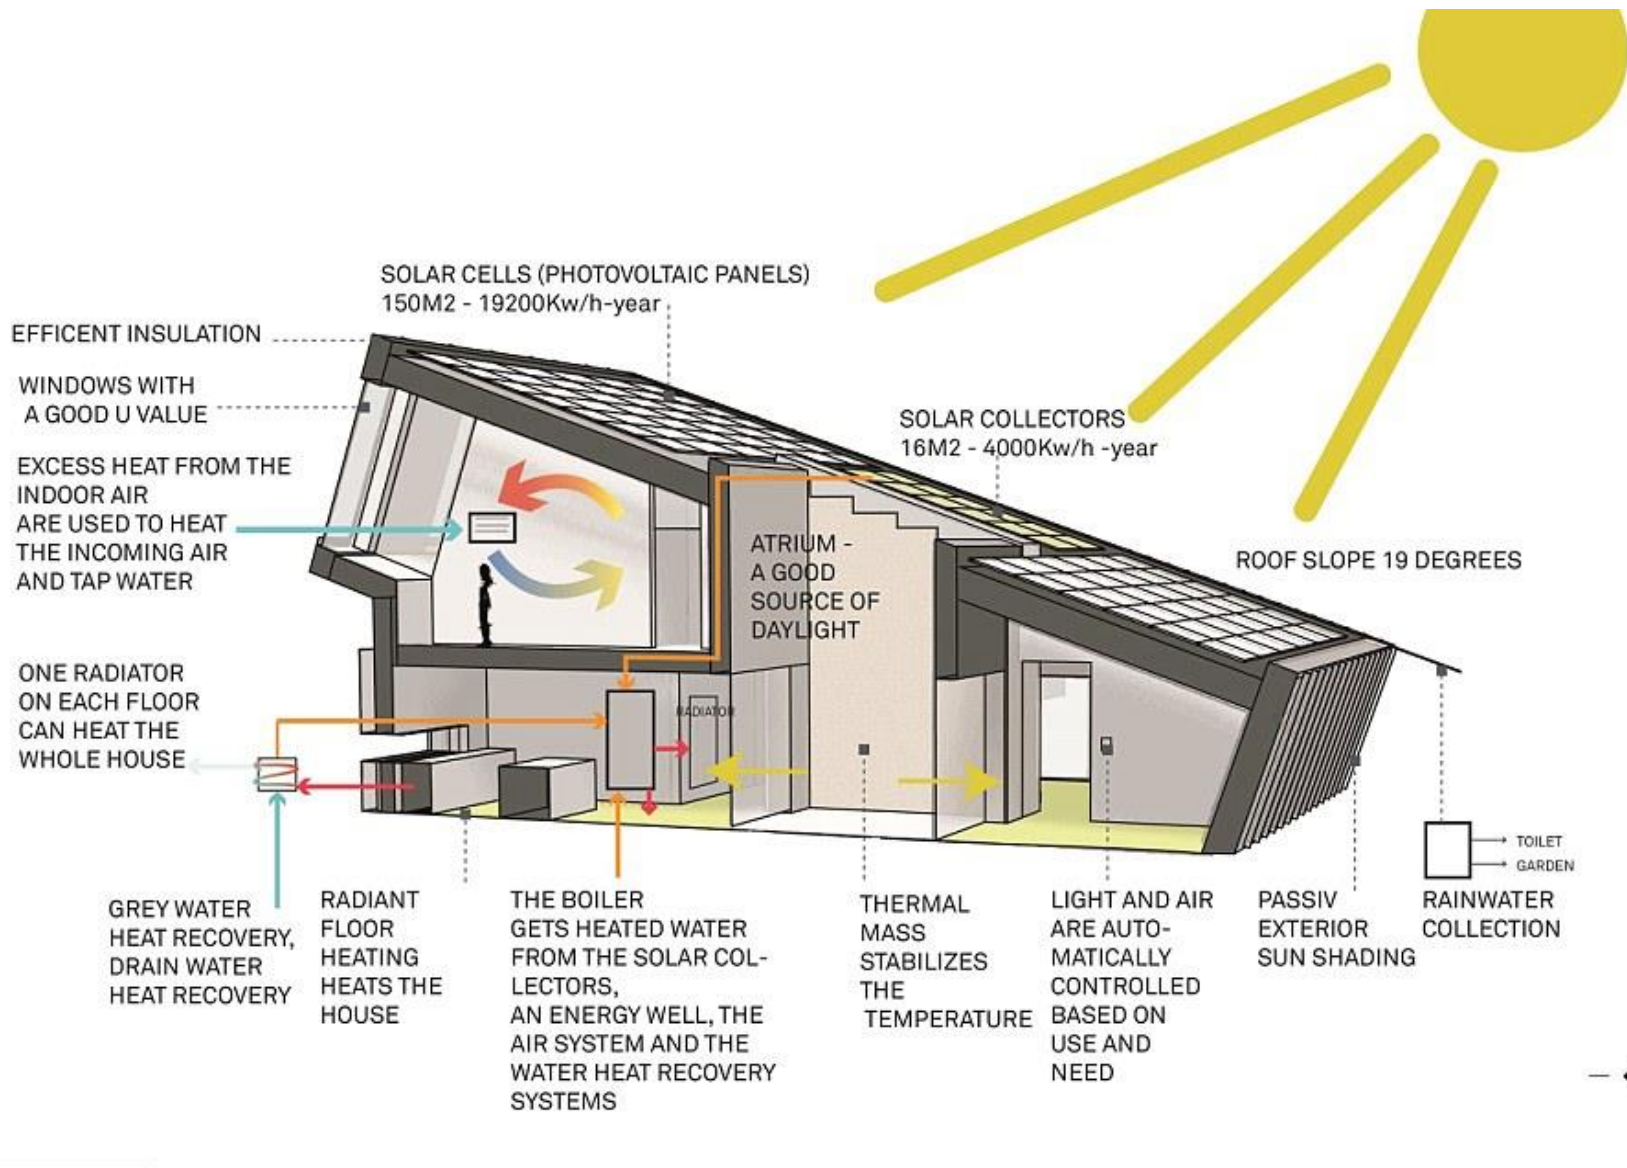 SOLAR CELLS (PHOTOVOLTAIC PANELS)
150M2 - 19200Kw/h-year
EFFICENT INSULATION
WINDOWS WITH
A GOOD U VALUE
SOLAR COLLECTORS
16M2 - 4000Kw/h -year
EXCESS HEAT FROM THE
INDOOR AIR
ARE USED TO HEAT
THE INCOMING AIR
AND TAP WATER
ATRIUM -
A GOOD
SOURCE OF
DAYLIGHT
ROOF SLOPE 19 DEGREES
ONE RADIATOR
ON EACH FLOOR
CAN HEAT THE
WHOLE HOUSE
RADIATOR
TOILET
GARDEN
GREY WATER
HEAT RECOVERY,
DRAIN WATER
HEAT RECOVERY
RADIANT
FLOOR
HEATING
HEATS THE
HOUSE
THE BOILER
GETS HEATED WATER
FROM THE SOLAR COL-
LECTORS,
AN ENERGY WELL, THE
AIR SYSTEM AND THE
WATER HEAT RECOVERY
SYSTEMS
THERMAL
MASS
STABILIZES
THE
TEMPERATURE
LIGHT AND AIR
ARE AUTO-
MATICALLY
CONTROLLED
BASED ON
USE AND
NEED
PASSIV
EXTERIOR
SUN SHADING
RAINWATER
COLLECTION